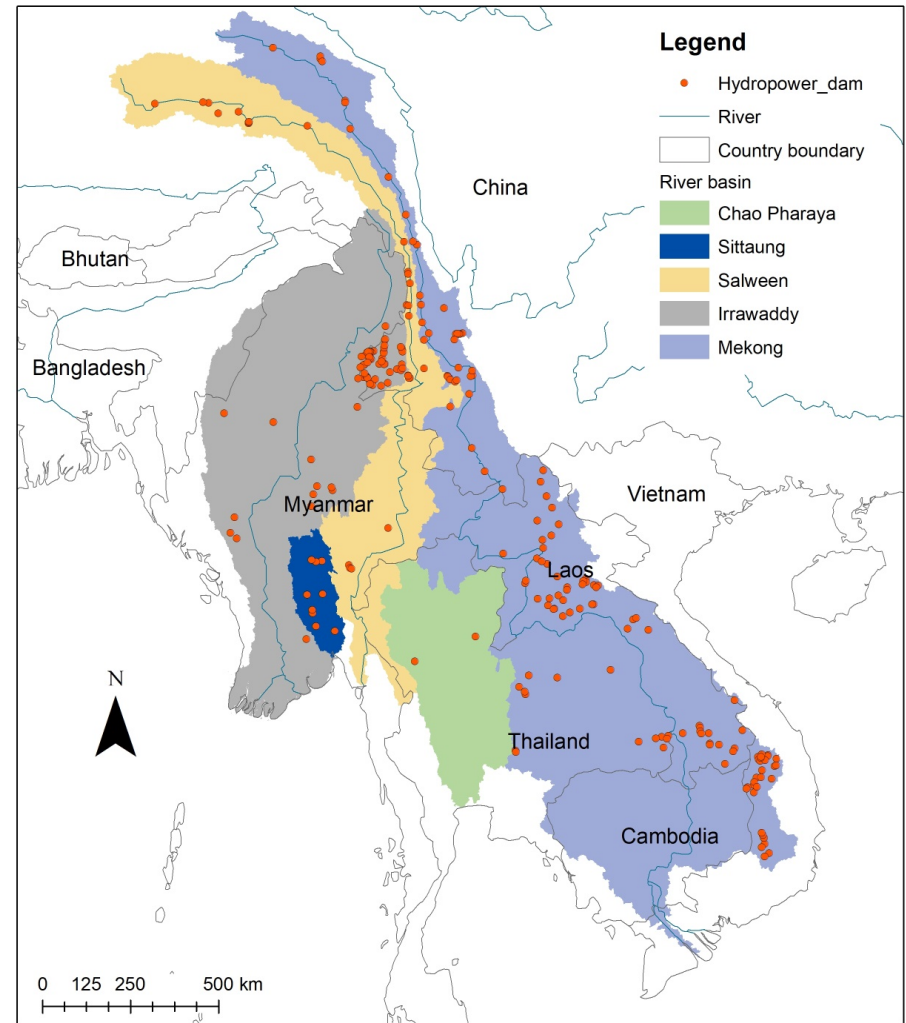 Legend
Hydropower_dam
River
Country boundary
River basin
Chao Pharaya
Sittaung
Salween
Irrawaddy
Mekong
China
Bhutan
Bangladesh
Myanmar
Vietnam
Laos
Thailand
Cambodia
N
0 125 250 500 km